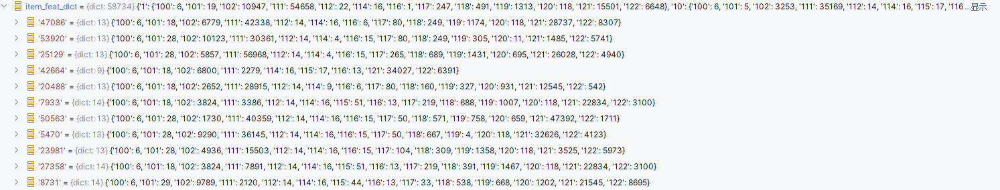 item_feat_dict = {dict: 58734} {'1': {'100': 6, '101': 19, '102': 10947, '111': 54658, '112': 22, '114': 16, '116': 1, '117': 247, '118': 491, '119': 1313, '120': 118, '121': 15501, '122': 6648}, '10': {'100': 6, '101': 5, '102': 3253, '111': 35169, '112': 14, '114': 16, '115': 17, '116 ...显示
'47086' = {dict: 13} {'100': 6, '101': 18, '102': 6779, '111': 42338, '112': 14, '114': 16, '116': 6, '117': 80, '118': 249, '119': 1174, '120': 118, '121': 28737, '122': 8307}
'53920' = {dict: 13} {'100': 6, '101': 28, '102': 10123, '111': 30361, '112': 14, '114': 4, '116': 15, '117': 80, '118': 249, '119': 305, '120': 11, '121': 1485, '122': 5741}
'25129' = {dict: 13} {'100': 6, '101': 28, '102': 5857, '111': 56968, '112': 14, '114': 4, '116': 15, '117': 265, '118': 689, '119': 1431, '120': 695, '121': 26028, '122': 4940}
'42664' = {dict: 9} {'100': 6, '101': 18, '102': 6800, '111': 2279, '114': 16, '115': 17, '116': 13, '121': 34027, '122': 6391}
'20488' = {dict: 13} {'100': 6, '101': 18, '102': 2652, '111': 28915, '112': 14, '114': 9, '116': 6, '117': 80, '118': 160, '119': 327, '120': 931, '121': 12545, '122': 542}
'7933' = {dict: 14} {'100': 6, '101': 18, '102': 3824, '111': 3386, '112': 14, '114': 16, '115': 51, '116': 13, '117': 219, '118': 688, '119': 1007, '120': 118, '121': 22834, '122': 3100}
'50563' = {dict: 13} {'100': 6, '101': 28, '102': 1730, '111': 40359, '112': 14, '114': 16, '116': 15, '117': 50, '118': 571, '119': 758, '120': 659, '121': 47392, '122': 1711}
'5470' = {dict: 13} {'100': 6, '101': 28, '102': 9290, '111': 36145, '112': 14, '114': 16, '116': 15, '117': 50, '118': 667, '119': 4, '120': 118, '121': 32626, '122': 4123}
'23981' = {dict: 13} {'100': 6, '101': 28, '102': 4936, '111': 15503, '112': 14, '114': 16, '116': 15, '117': 104, '118': 309, '119': 1358, '120': 118, '121': 3525, '122': 5973}
'27358' = {dict: 14} {'100': 6, '101': 18, '102': 3824, '111': 7891, '112': 14, '114': 16, '115': 51, '116': 13, '117': 219, '118': 391, '119': 1467, '120': 118, '121': 22834, '122': 3100}
'8731' = {dict: 14} {'100': 6, '101': 29, '102': 9789, '111': 2120, '112': 14, '114': 16, '115': 44, '116': 13, '117': 33, '118': 538, '119': 668, '120': 1202, '121': 21545, '122': 8695}